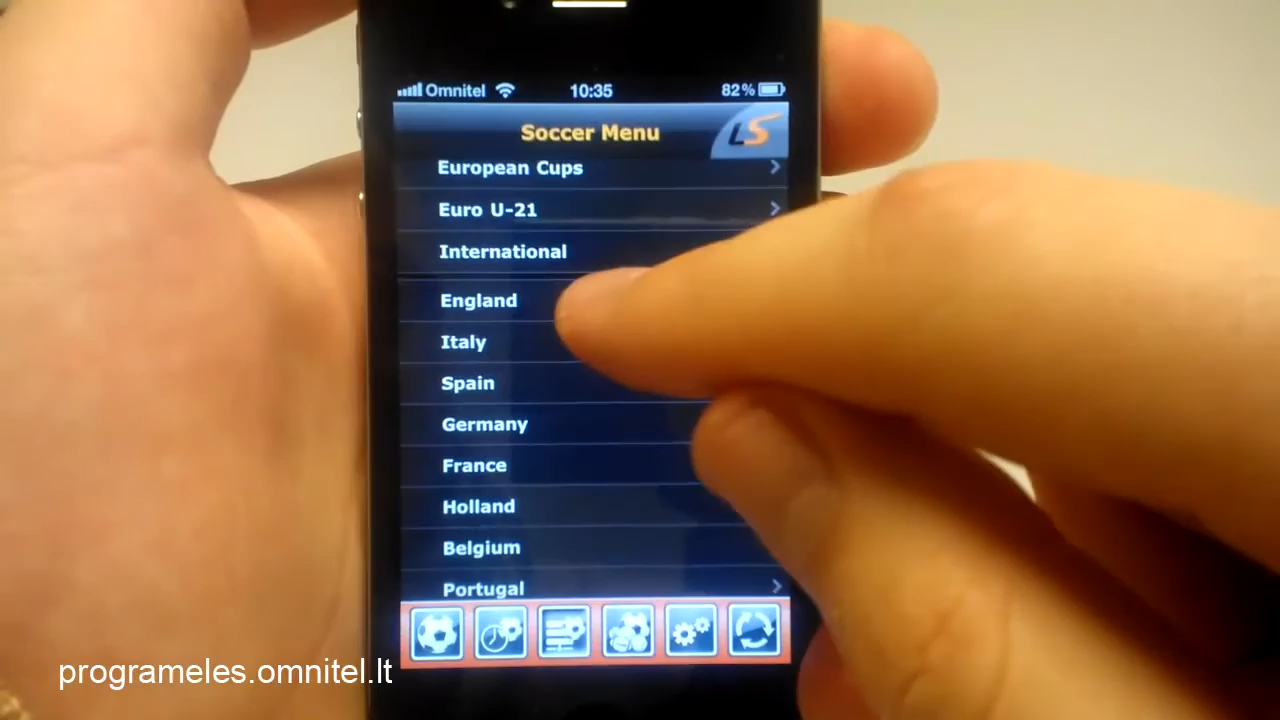 Omnitel 10:35 82%
Soccer Menu LS
European Cups
Euro U-21
International
England
Italy
Spain
Germany
France
Holland
Belgium
Portugal
programeles.omnitel.lt